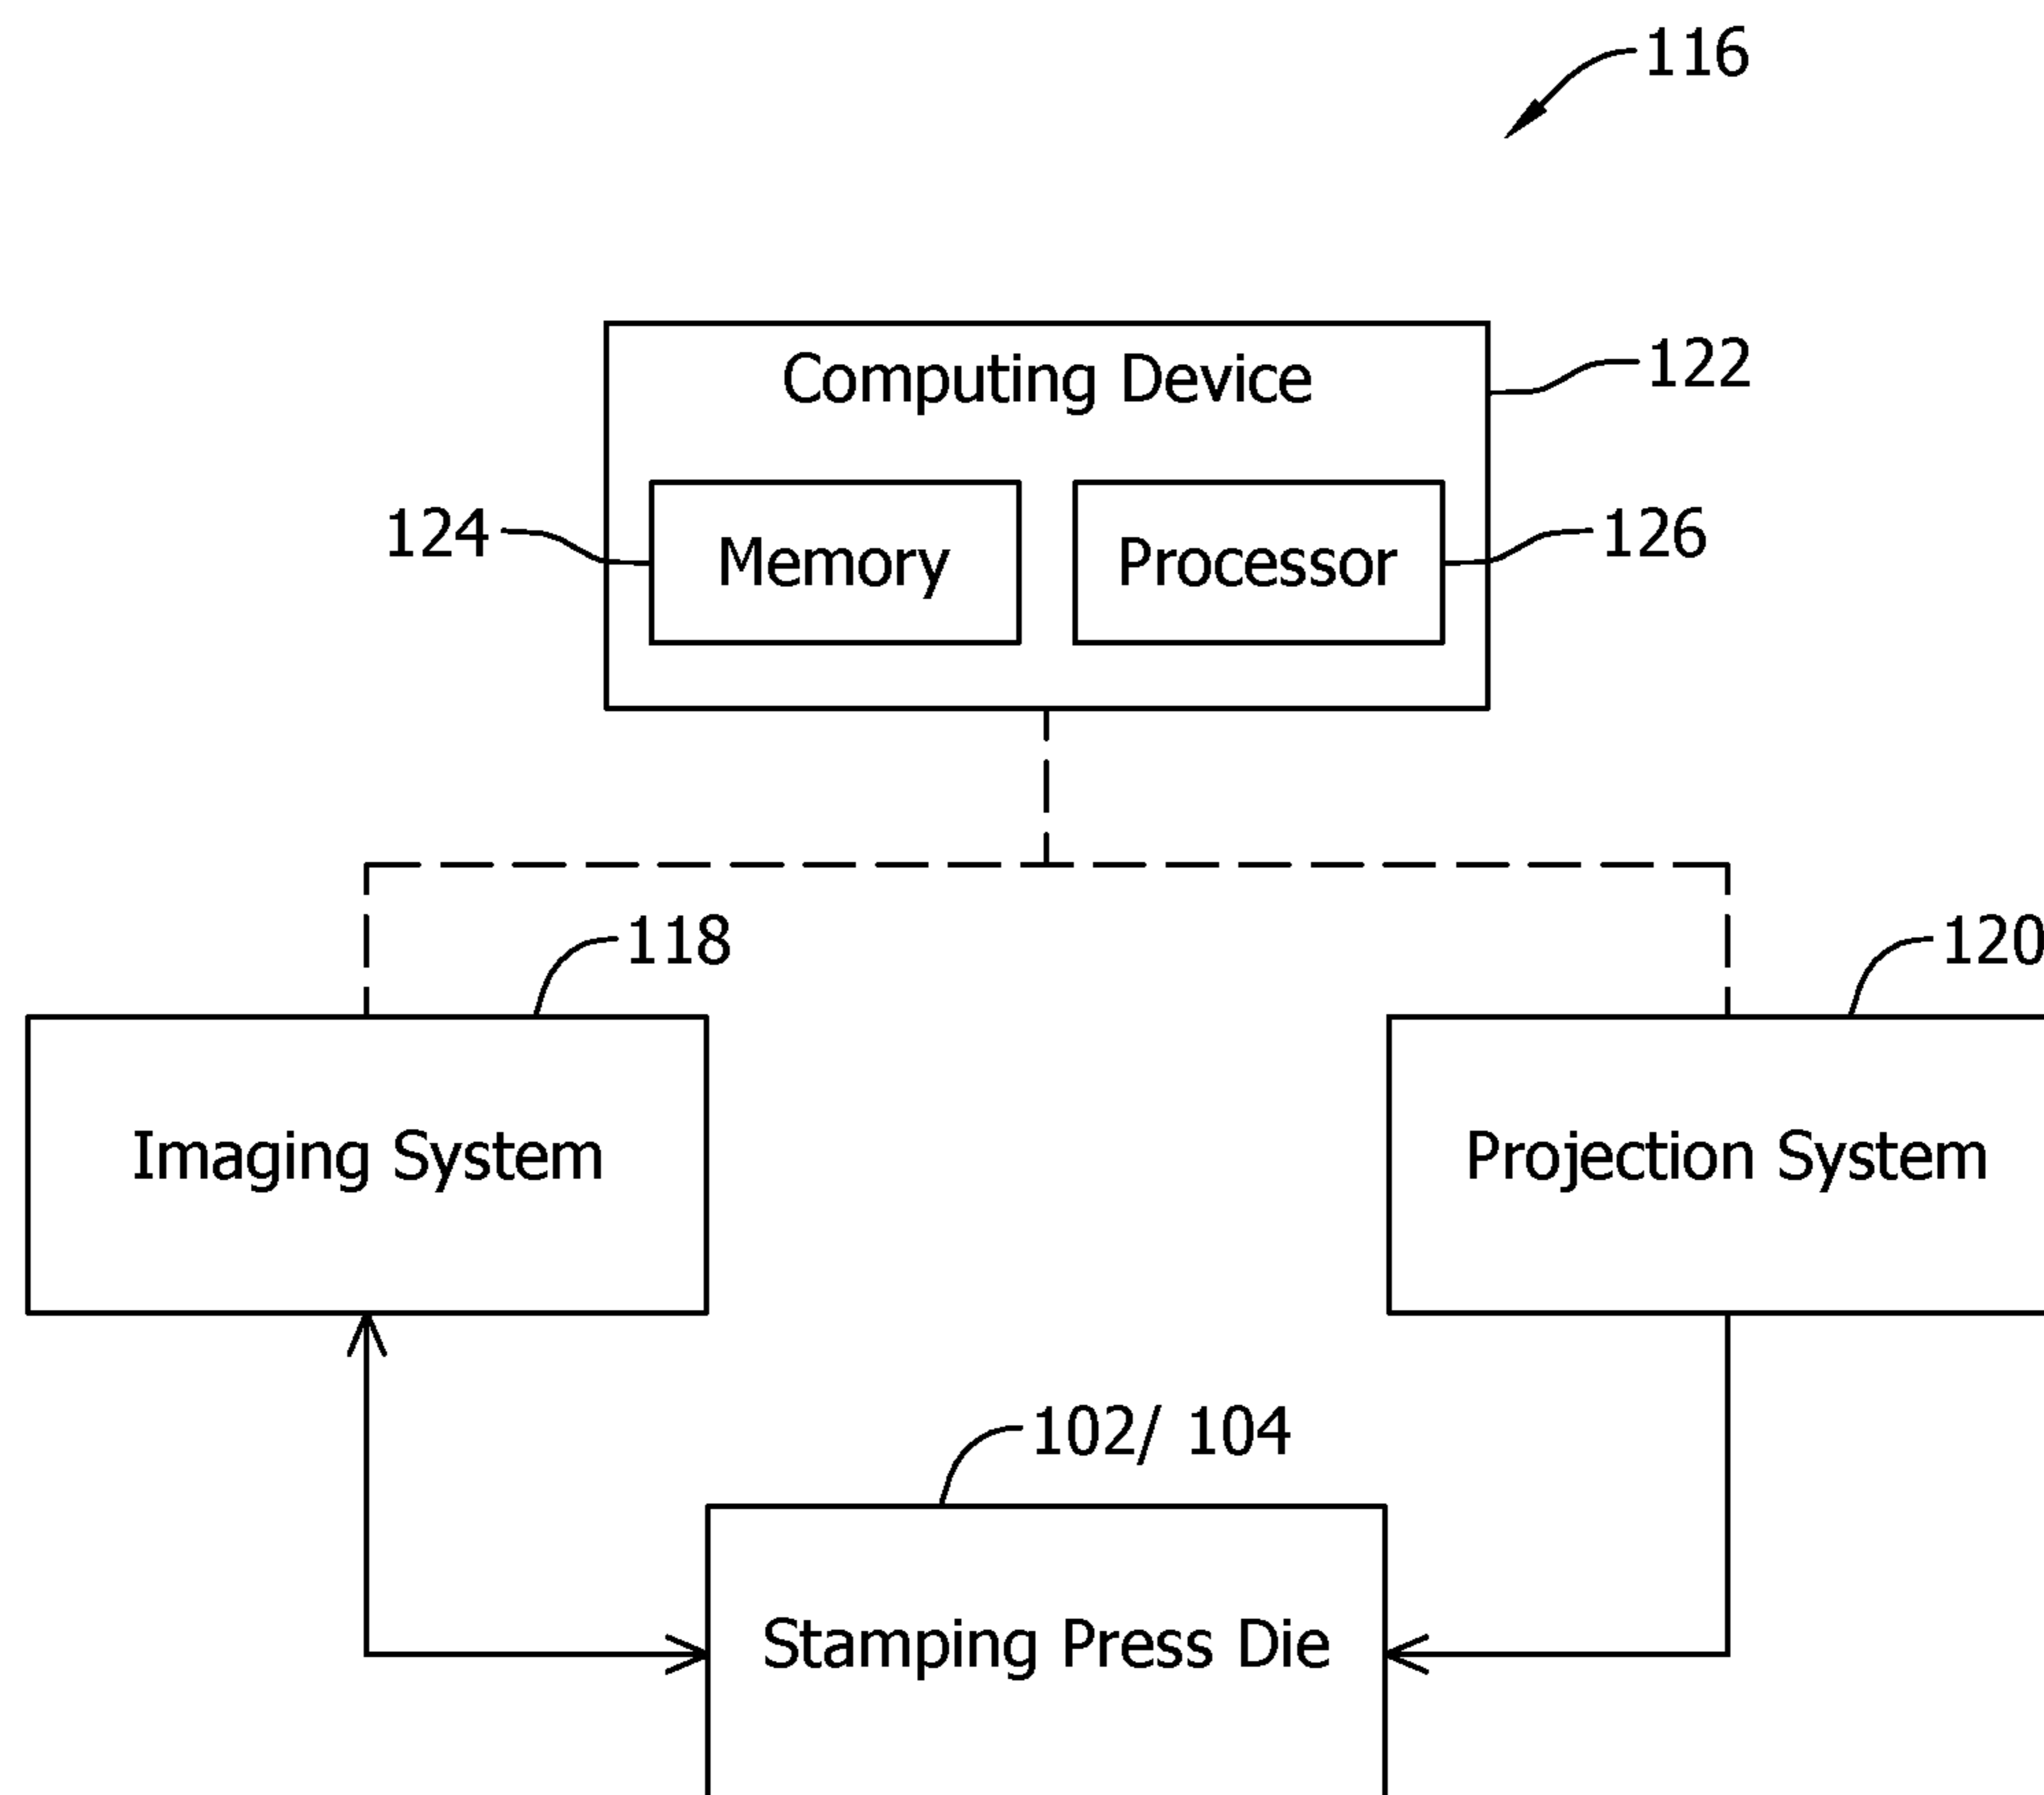 116
Computing Device
122
124
Memory
Processor
126
118
120
Imaging System
Projection System
102/ 104
Stamping Press Die